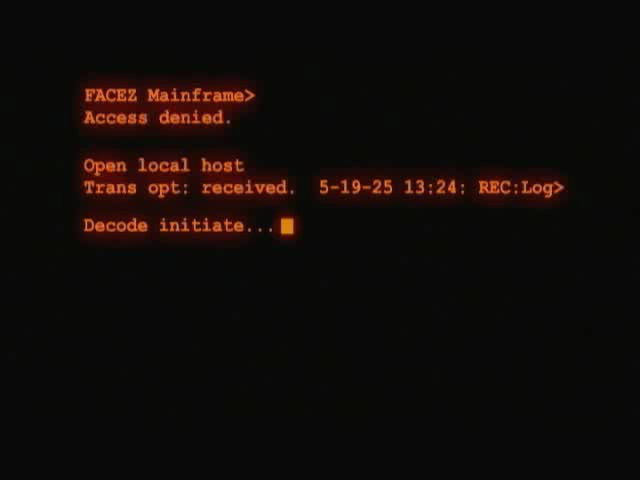 FACEZ Mainframe>
Access denied.
Open local host
Trans opt: received. 5-19-25 13:24: REC:Log>
Decode initiate...